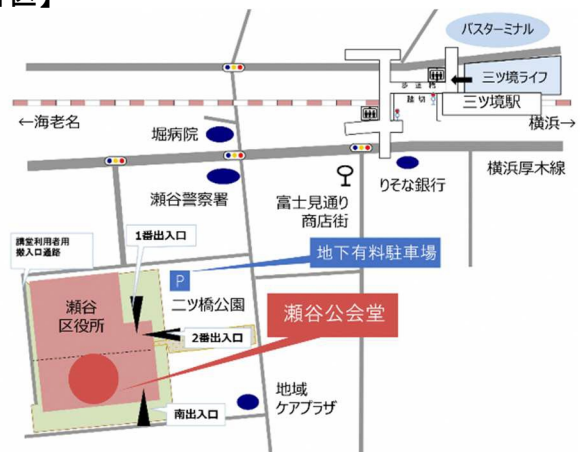 バスターミナル
三ツ境ライフ
歩道橋
踏切
三ツ境駅
←海老名
横浜→
堀病院
横浜厚木線
瀬谷警察署
富士見通り
商店街
りそな銀行
講堂利用者用
搬入口通路
1番出入口
地下有料駐車場
P
瀬谷
区役所
二ツ橋公園
瀬谷公会堂
2番出入口
地域
ケアプラザ
南出入口